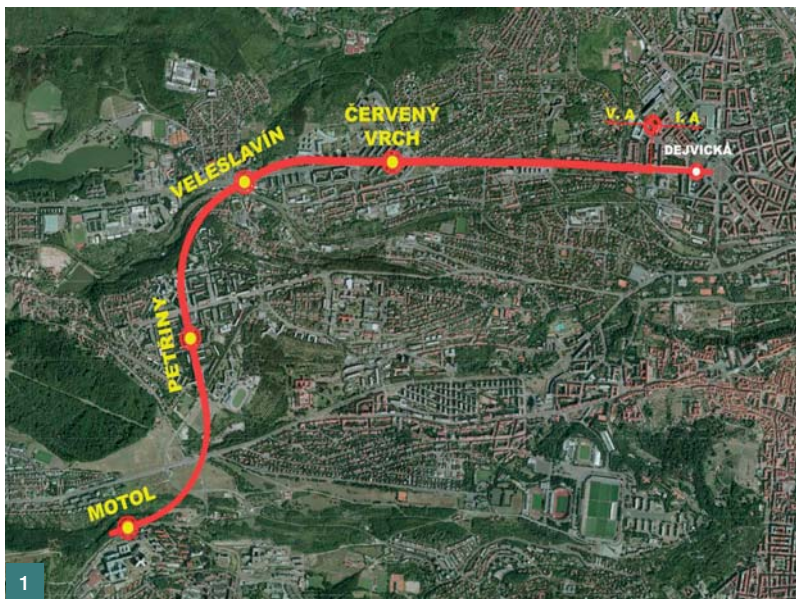 ČERVENÝ
VRCH
V. A
I. A
DEJVICKÁ
VELESLAVÍN
PETŘINY
MOTOL
1